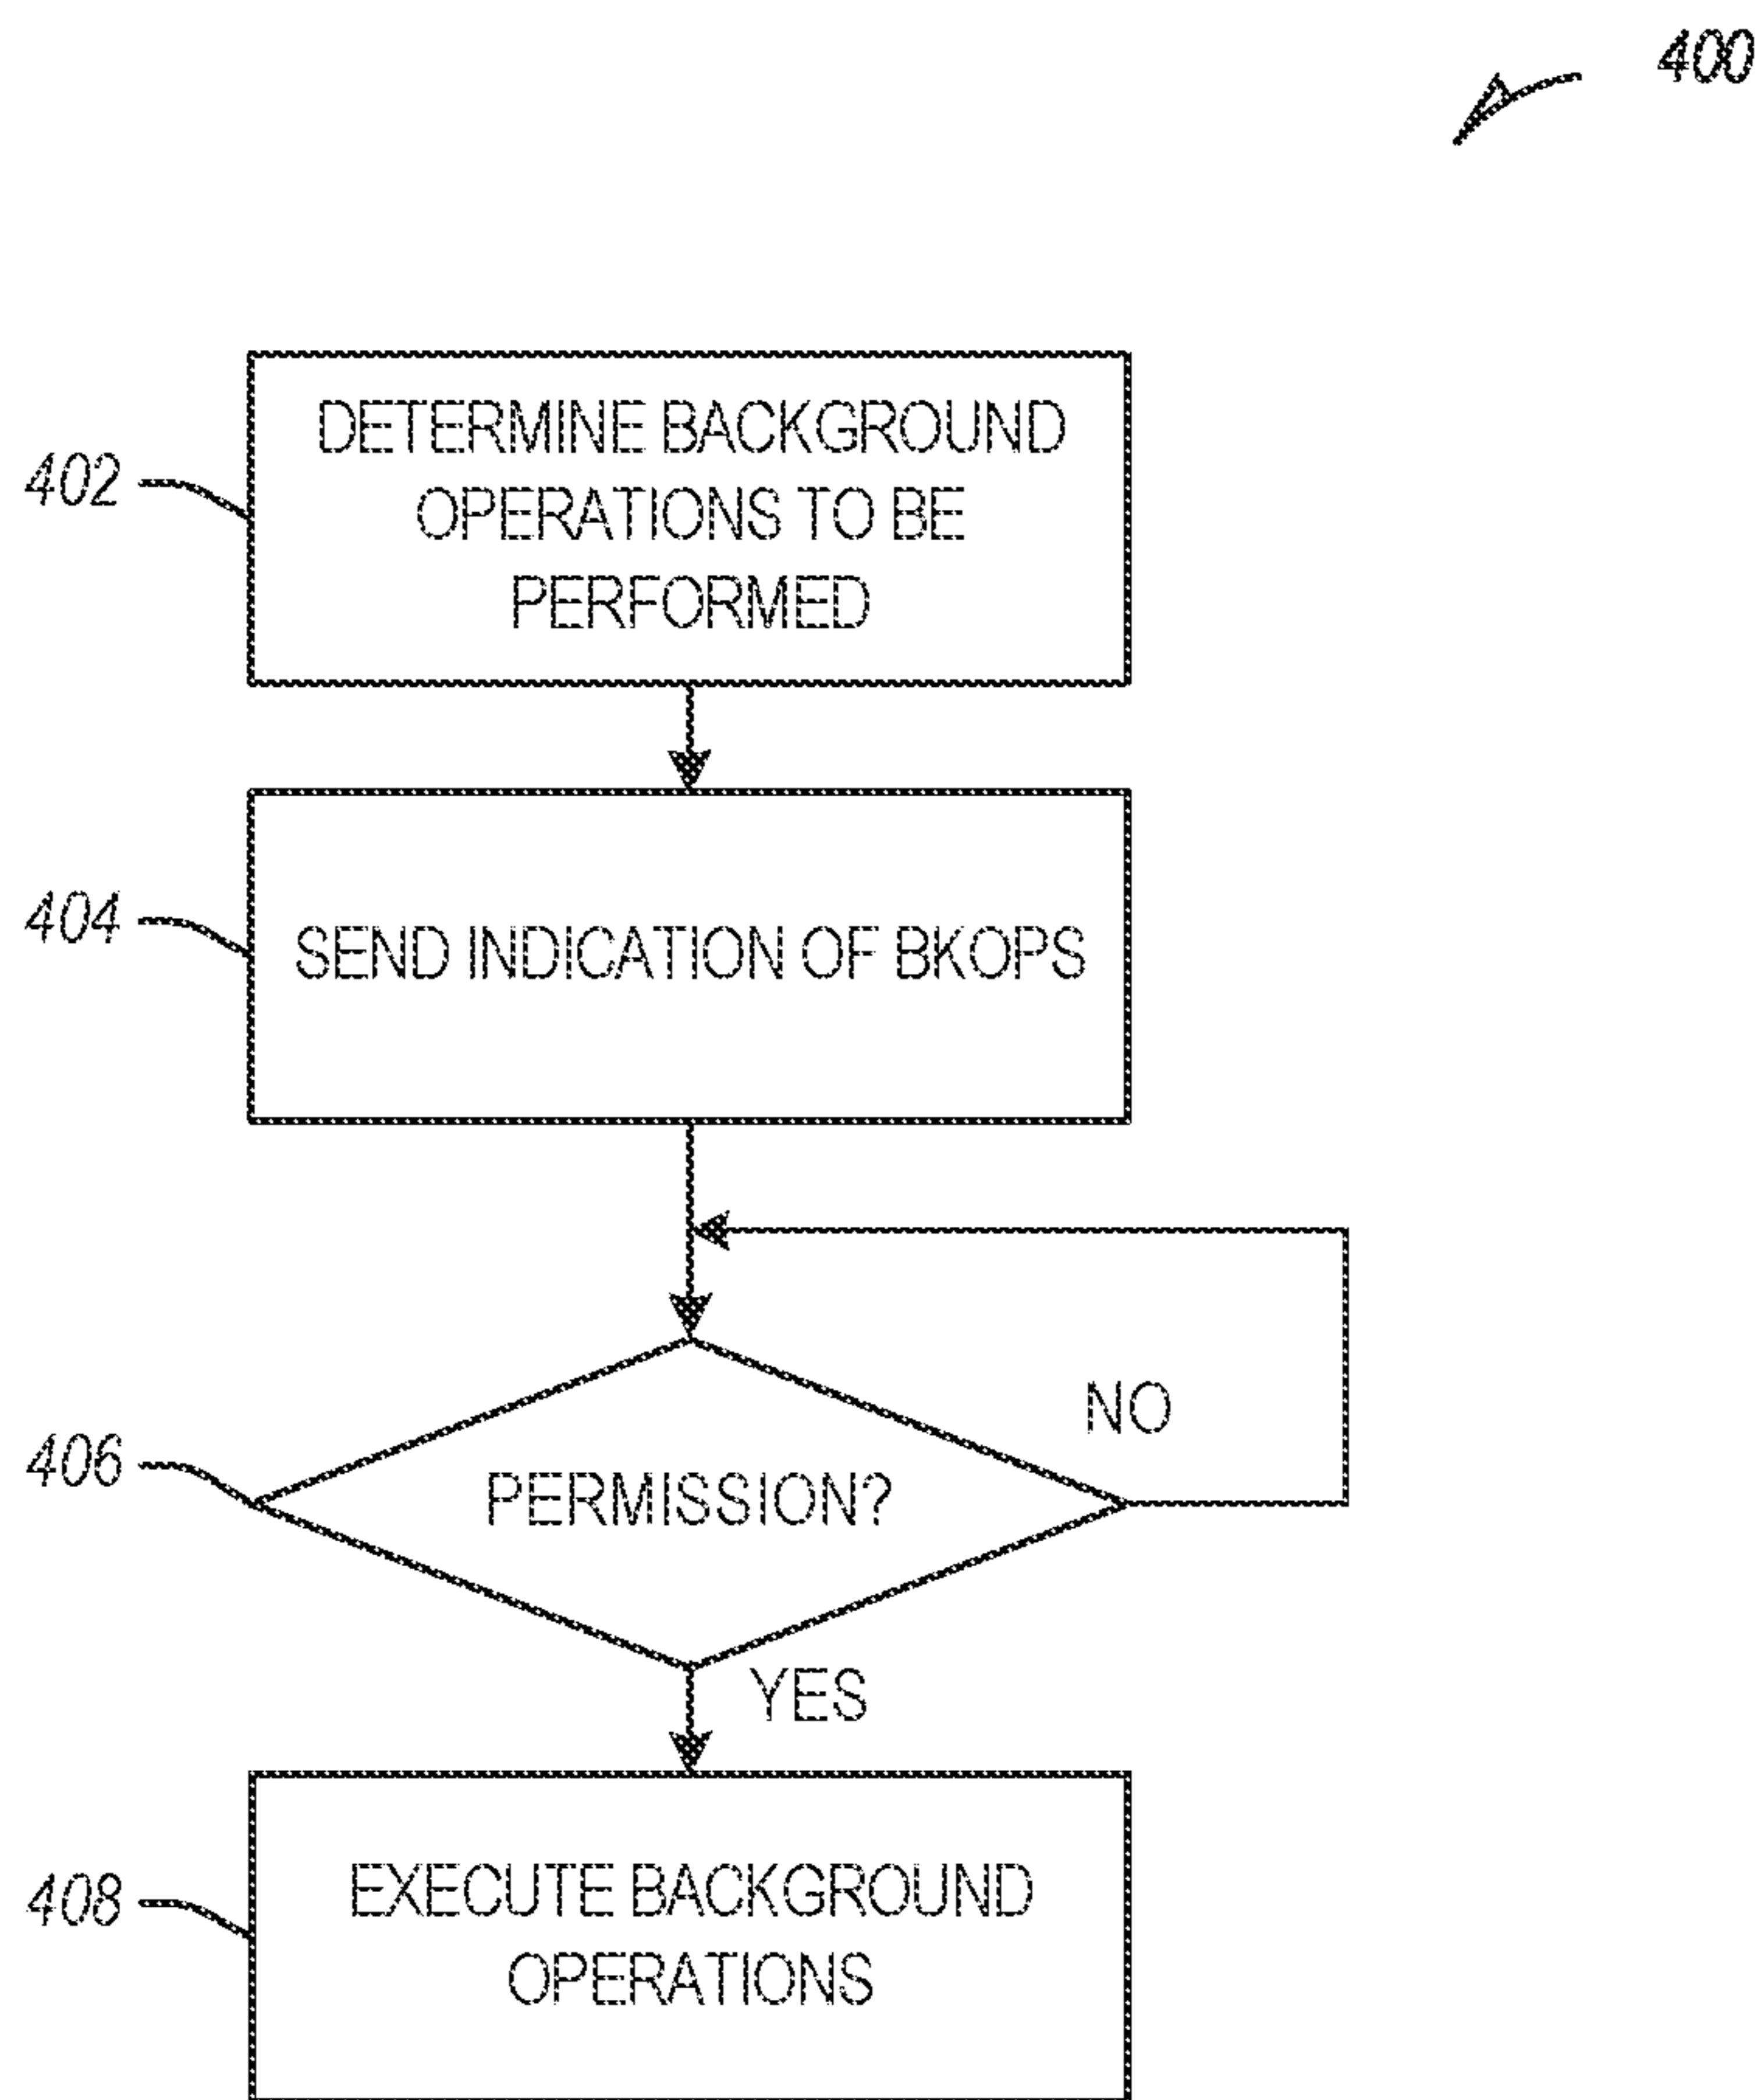 400
402
DETERMINE BACKGROUND
OPERATIONS TO BE
PERFORMED
404
SEND INDICATION OF BKOPS
NO
406
PERMISSION?
YES
408
EXECUTE BACKGROUND
OPERATIONS